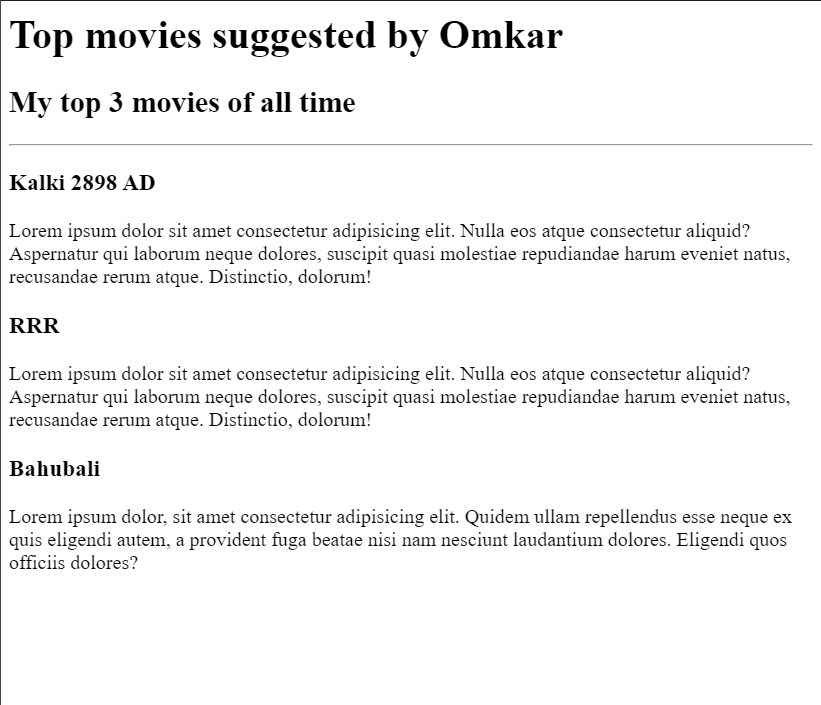 Top movies suggested by Omkar
My top 3 movies of all time
Kalki 2898 AD
Lorem ipsum dolor sit amet consectetur adipisicing elit. Nulla eos atque consectetur aliquid?
Aspernatur qui laborum neque dolores, suscipit quasi molestiae repudiandae harum eveniet natus,
recusandae rerum atque. Distinctio, dolorum!
RRR
Lorem ipsum dolor sit amet consectetur adipisicing elit. Nulla eos atque consectetur aliquid?
Aspernatur qui laborum neque dolores, suscipit quasi molestiae repudiandae harum eveniet natus,
recusandae rerum atque. Distinctio, dolorum!
Bahubali
Lorem ipsum dolor, sit amet consectetur adipisicing elit. Quidem ullam repellendus esse neque ex
quis eligendi autem, a provident fuga beatae nisi nam nesciunt laudantium dolores. Eligendi quos
officiis dolores?